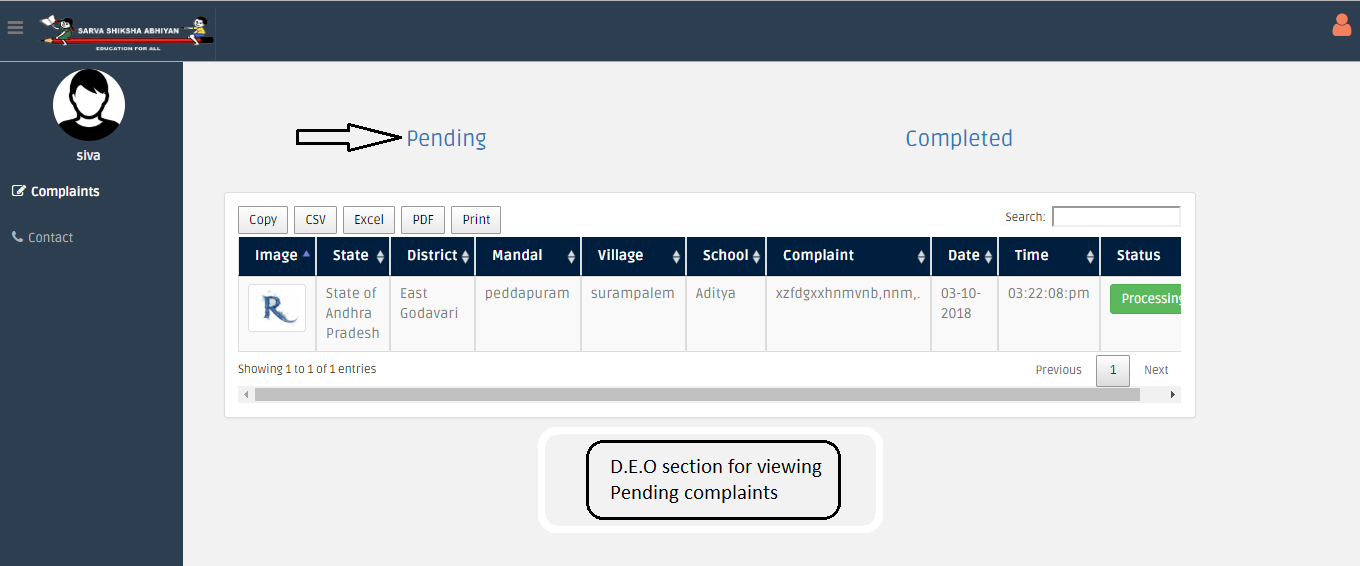 SARVA SHIKSHA ABHIYAN
EDUCATION FOR ALL
siva
Complaints
Contact
Pending
Completed
Copy CSV Excel PDF Print
Search:
Image State District Mandal Village School Complaint Date Time Status
R State of East peddapuram surampalem Aditya xzfdgxxhnmvnb,nnm,. 03-10- 03:22:08:pm Processing
Andhra Godavari 2018
Pradesh
Showing 1 to 1 of 1 entries
Previous 1 Next
D.E.O section for viewing
Pending complaints